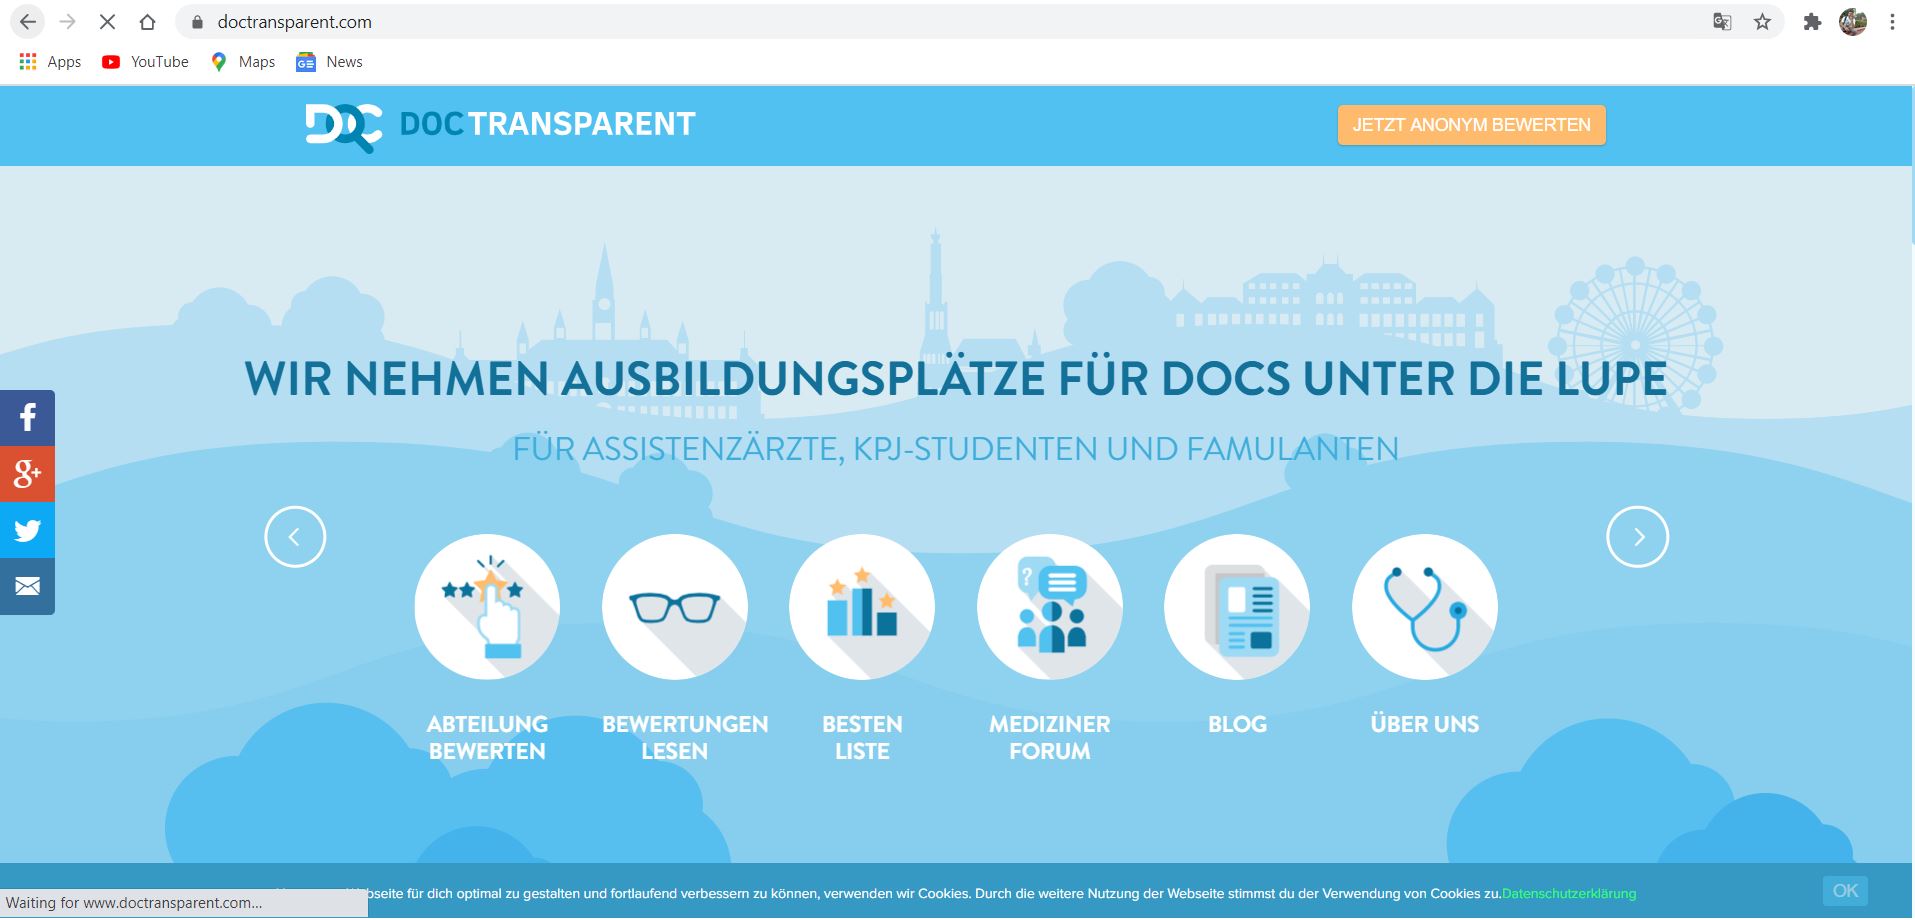 doctransparent.com
Apps YouTube Maps News
DOC DOCTRANSPARENT
JETZT ANONYM BEWERTEN
WIR NEHMEN AUSBILDUNGSPLÄTZE FÜR DOCS UNTER DIE LUPE
FÜR ASSISTENZÄRZTE, KPJ-STUDENTEN UND FAMULANTEN
f
g+
?
ABTEILUNG
BEWERTEN
BEWERTUNGEN
LESEN
BESTEN
LISTE
MEDIZINER
FORUM
BLOG
ÜBER UNS
für dich optimal zu gestalten und fortlaufend verbessern zu können, verwenden wir Cookies. Durch die weitere Nutzung der Webseite stimmst du der Verwendung von Cookies zu.Datenschutzerklärung
OK
Waiting for www.doctransparent.com...